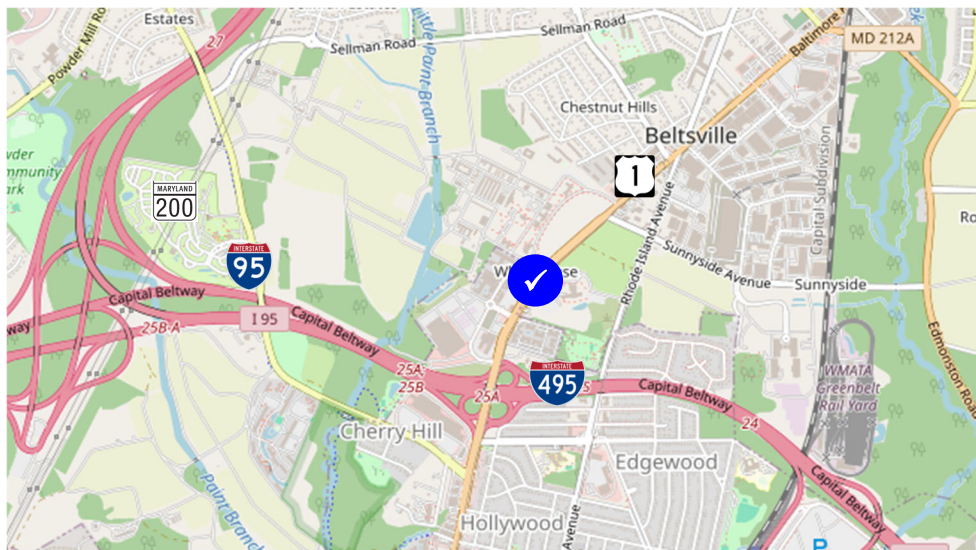 Estates
Powder Mill Ro
27
Sellman Road
Sellman Road
Little Paint Branch
Baltimore
MD 212A
Chestnut Hills
Beltsville
Capital Subdivision
MARYLAND
200
1
Rhode Island Avenue
Sunnyside Avenue
Sunnyside
INTERSTATE
95
Capital Beltway
25B-A
I 95
Capital Beltway
25A;
25B
25A
INTERSTATE
495
Capital Beltway
24
WMATA
Greenbelt
Rail Yard
Edmonston Road
Cherry Hill
Edgewood
Paint Branch
Hollywood
Avenue
Capital Beltway
P